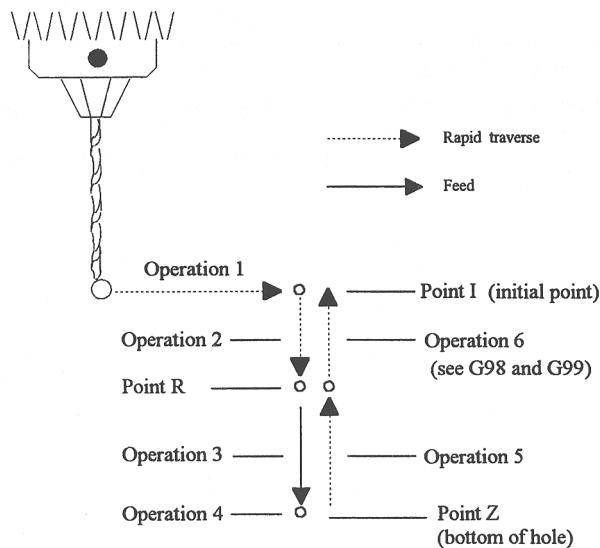 Rapid traverse
Feed
Operation 1
Point I (initial point)
Operation 2
Operation 6
(see G98 and G99)
Point R
Operation 3
Operation 5
Operation 4
Point Z
(bottom of hole)